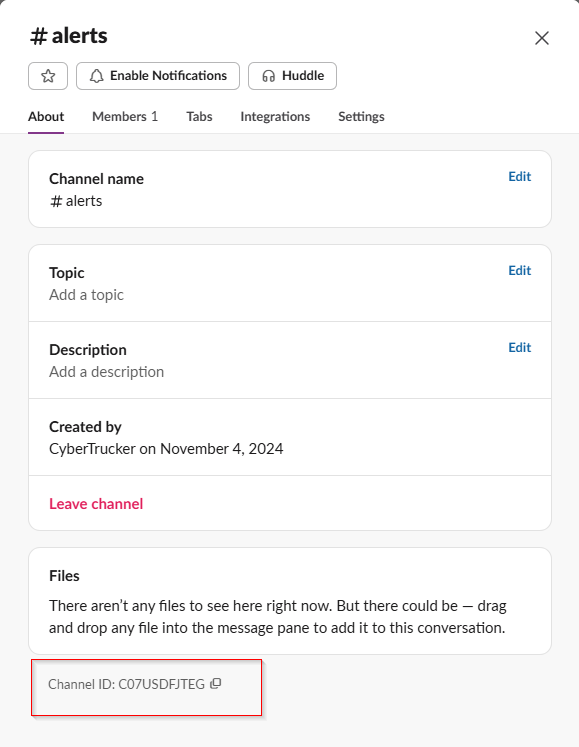 # alerts
Enable Notifications Huddle
About Members 1 Tabs Integrations Settings
Channel name Edit
# alerts
Topic Edit
Add a topic
Description Edit
Add a description
Created by
CyberTrucker on November 4, 2024
Leave channel
Files
There aren’t any files to see here right now. But there could be — drag
and drop any file into the message pane to add it to this conversation.
Channel ID: C07USDFJTEG